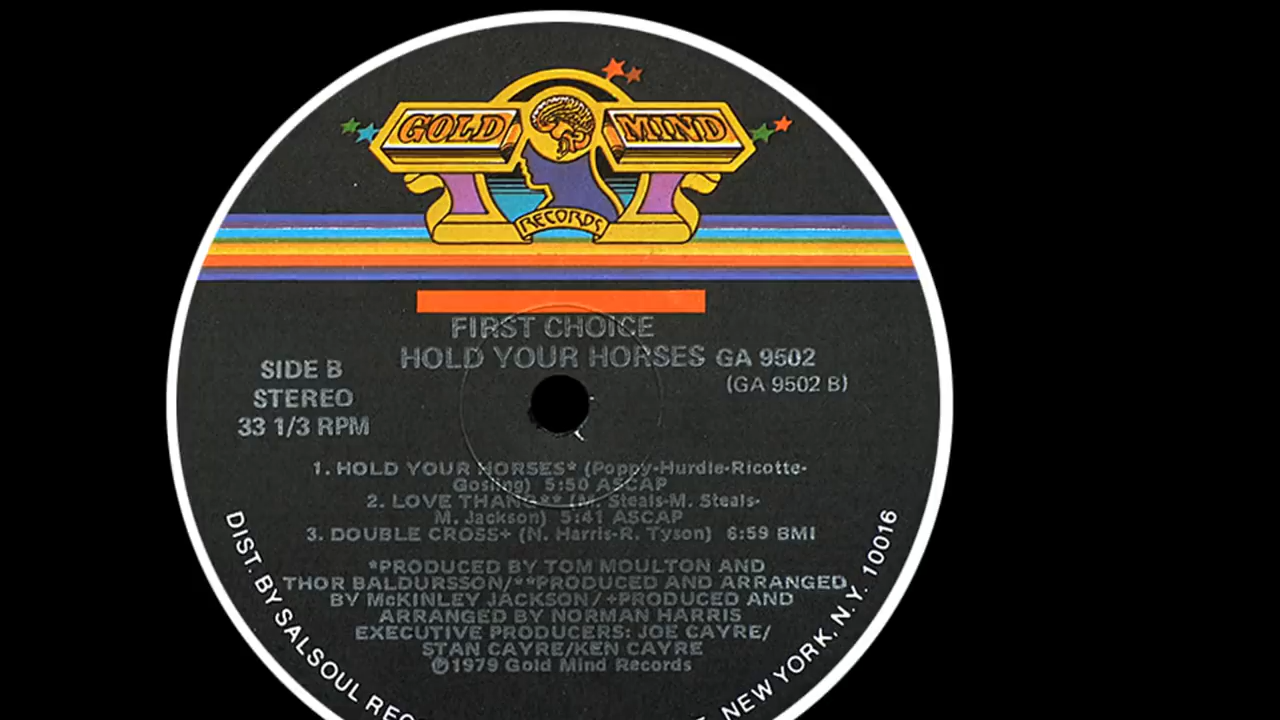 GOLD MIND
RECORDS
FIRST CHOICE
HOLD YOUR HORSES GA 9502
(GA 9502 B)
SIDE B
STEREO
33 1/3 RPM
1. HOLD YOUR HORSES* (Poppy-Hurdle-Ricotte-
Gosling) 5:50 ASCAP
2. LOVE THANG** (M. Steals-M. Steals-
M. Jackson) 5:41 ASCAP
3. DOUBLE CROSS+ (N. Harris-R. Tyson) 6:59 BMI
*PRODUCED BY TOM MOULTON AND
THOR BALDURSSON/**PRODUCED AND ARRANGED
BY McKINLEY JACKSON/+PRODUCED AND
ARRANGED BY NORMAN HARRIS
EXECUTIVE PRODUCERS: JOE CAYRE/
STAN CAYRE/KEN CAYRE
℗1979 Gold Mind Records
DIST. BY SALSOUL NEW YORK, N.Y. 10016